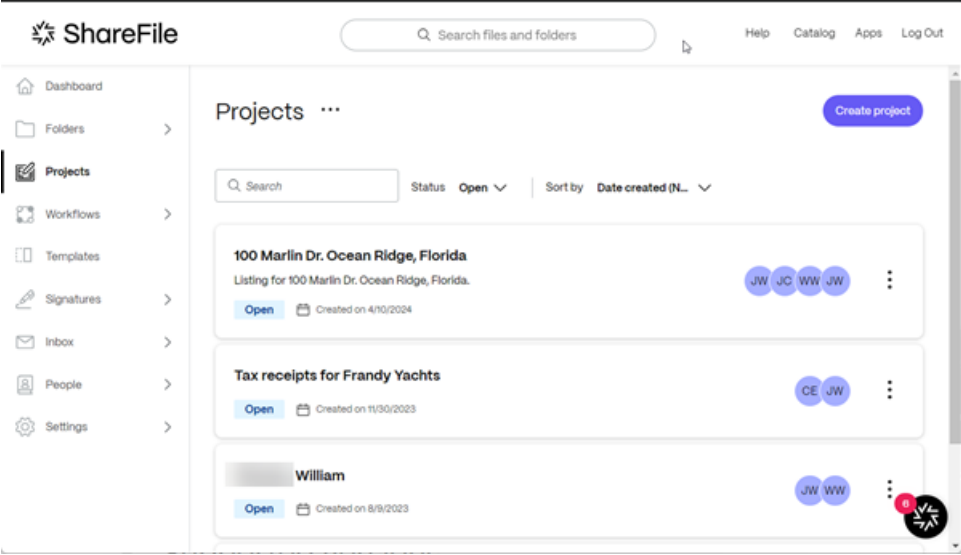 ShareFile
Search files and folders
Help Catalog Apps Log Out
Dashboard
Folders
Projects
Workflows
Templates
Signatures
Inbox
People
Settings
Projects ...
Create project
Search
Status Open
Sort by Date created (N...
100 Marlin Dr. Ocean Ridge, Florida
Listing for 100 Marlin Dr. Ocean Ridge, Florida.
Open Created on 4/10/2024
JW JC WW JW
Tax receipts for Frandy Yachts
Open Created on 11/30/2023
CE JW
William
Open Created on 8/9/2023
JW WW
6